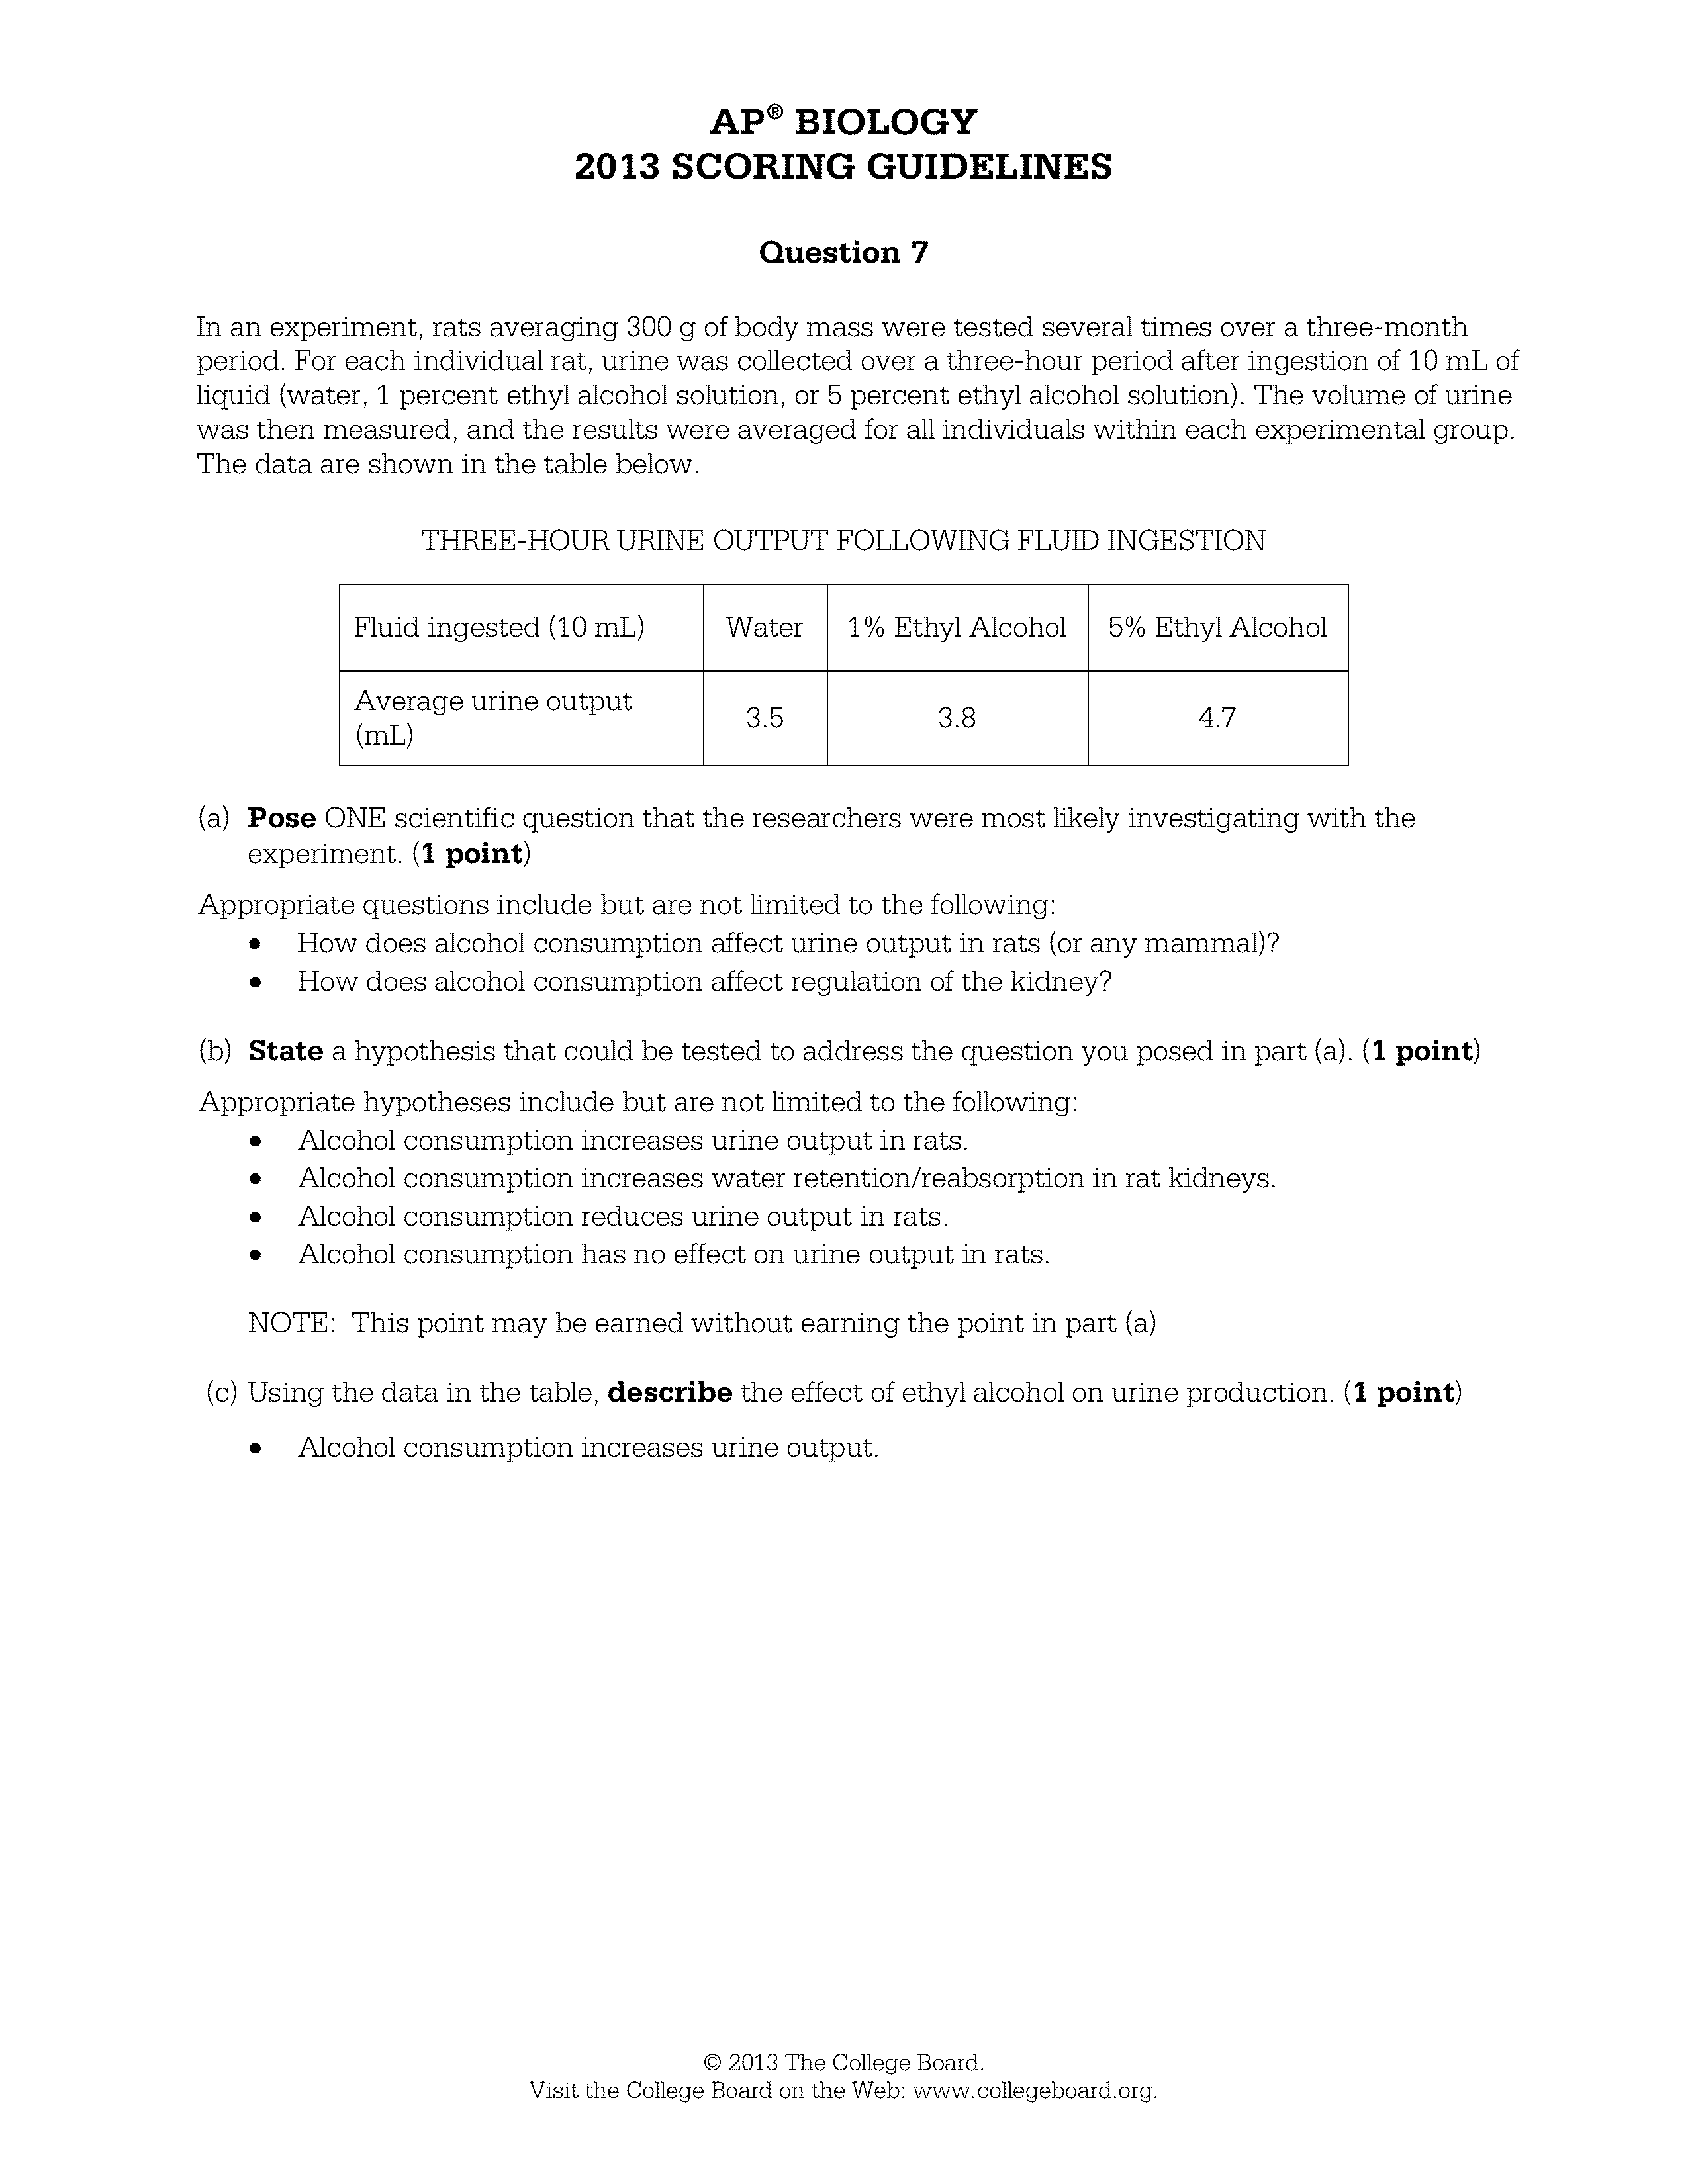 AP® BIOLOGY
2013 SCORING GUIDELINES
Question 7
In an experiment, rats averaging 300 g of body mass were tested several times over a three-month
period. For each individual rat, urine was collected over a three-hour period after ingestion of 10 mL of
liquid (water, 1 percent ethyl alcohol solution, or 5 percent ethyl alcohol solution). The volume of urine
was then measured, and the results were averaged for all individuals within each experimental group.
The data are shown in the table below.
THREE-HOUR URINE OUTPUT FOLLOWING FLUID INGESTION
Fluid ingested (10 mL) Water 1% Ethyl Alcohol 5% Ethyl Alcohol
Average urine output
(mL) 3.5 3.8 4.7
(a) Pose ONE scientific question that the researchers were most likely investigating with the
experiment. (1 point)
Appropriate questions include but are not limited to the following:
• How does alcohol consumption affect urine output in rats (or any mammal)?
• How does alcohol consumption affect regulation of the kidney?
(b) State a hypothesis that could be tested to address the question you posed in part (a). (1 point)
Appropriate hypotheses include but are not limited to the following:
• Alcohol consumption increases urine output in rats.
• Alcohol consumption increases water retention/reabsorption in rat kidneys.
• Alcohol consumption reduces urine output in rats.
• Alcohol consumption has no effect on urine output in rats.
NOTE: This point may be earned without earning the point in part (a)
(c) Using the data in the table, describe the effect of ethyl alcohol on urine production. (1 point)
• Alcohol consumption increases urine output.
© 2013 The College Board.
Visit the College Board on the Web: www.collegeboard.org.